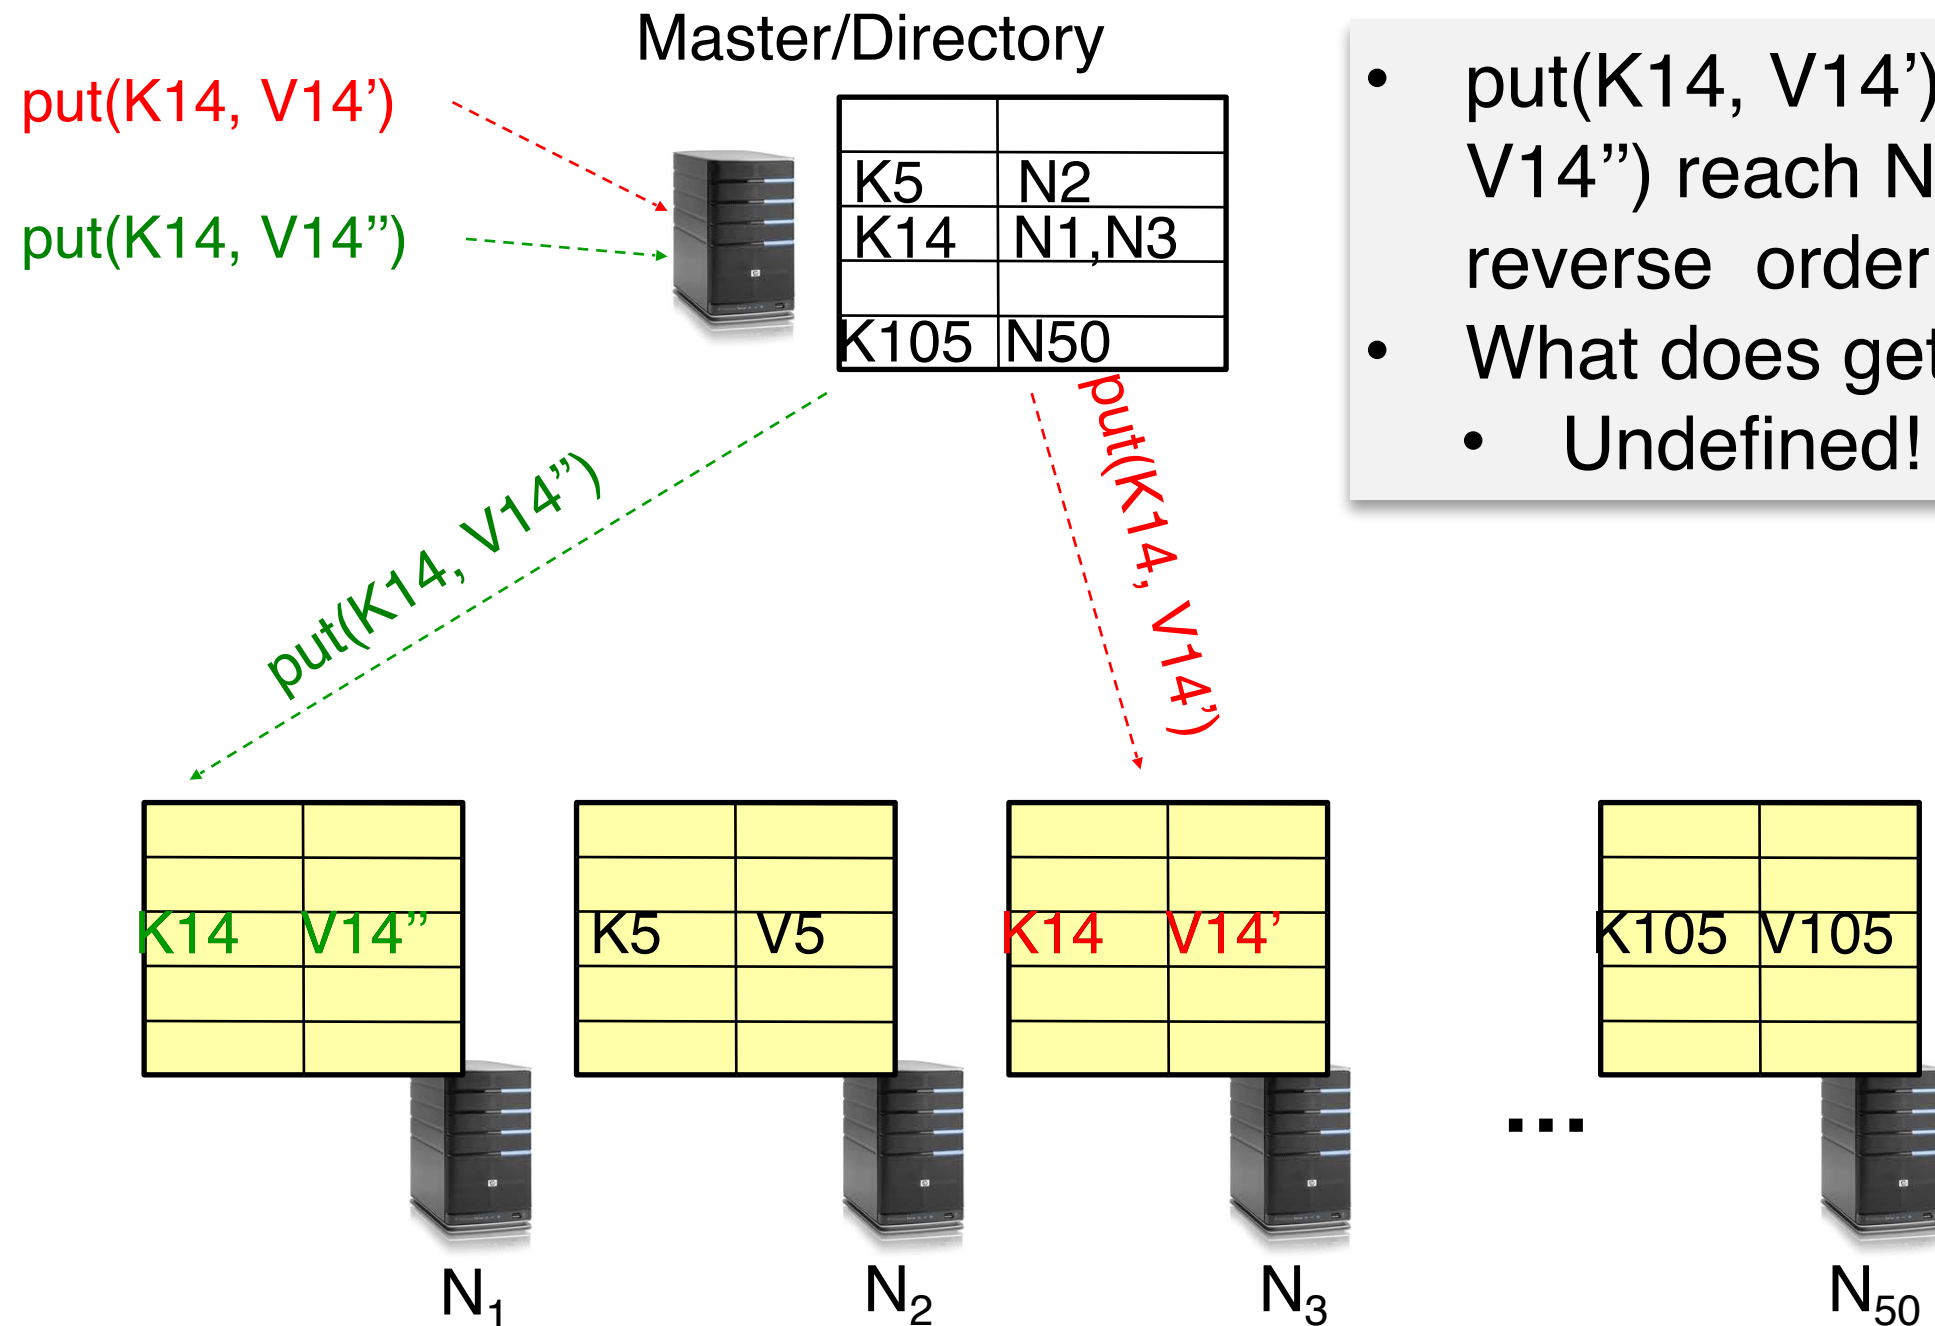 Master/Directory
put(K14, V14’)
put(K14, V14’’)
K5 N2
K14 N1,N3
K105 N50
• put(K14, V14’)
V14’’) reach N
reverse order
• What does get
• Undefined!
put(K14, V14’’)
put(K14, V14’)
K14 V14’’
K5 V5
K14 V14’
K105 V105
...
N1
N2
N3
N50